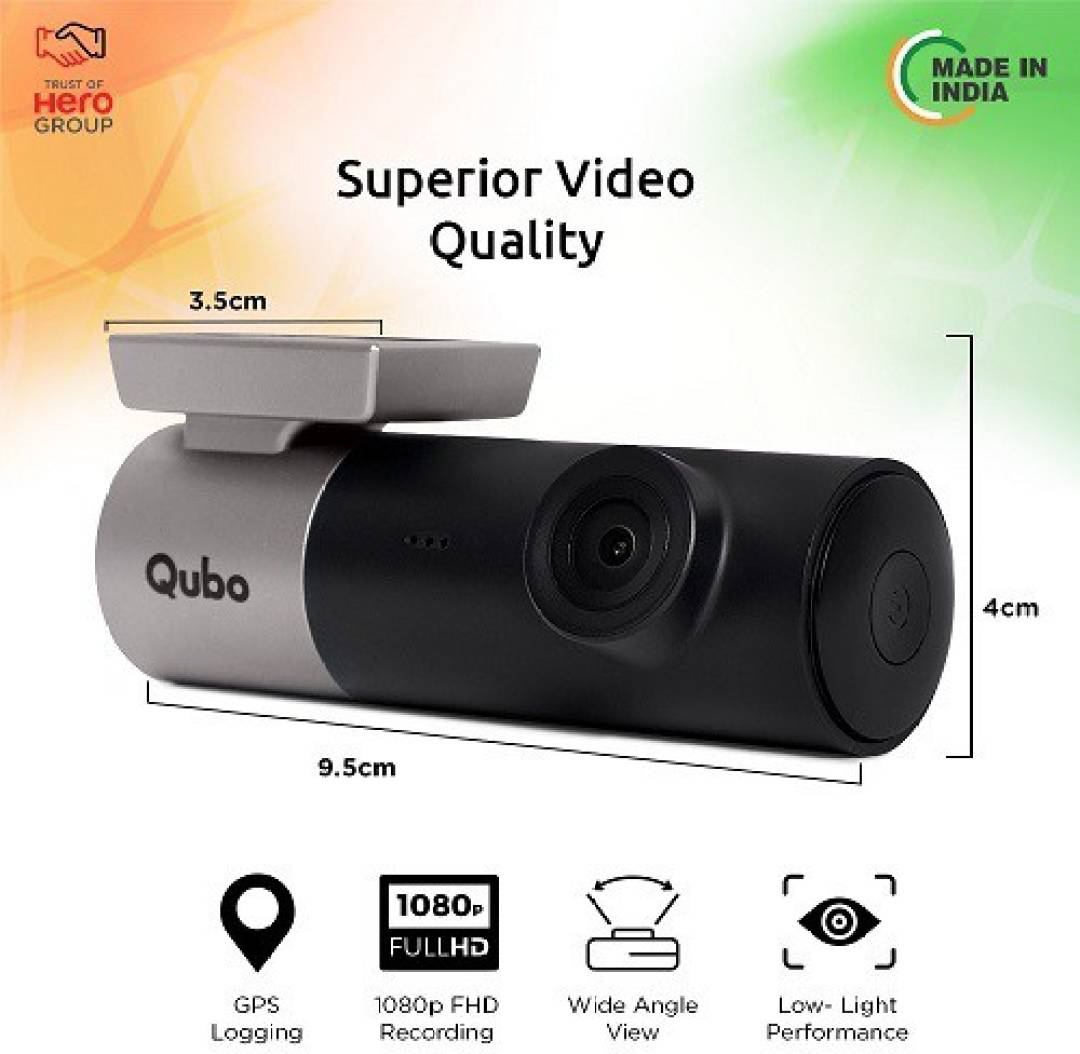 TRUST OF
Hero
GROUP
MADE IN
INDIA
Superior Video
Quality
3.5cm
Qubo
4cm
9.5cm
1080P
FULLHD
GPS
Logging
1080p FHD
Recording
Wide Angle
View
Low- Light
Performance